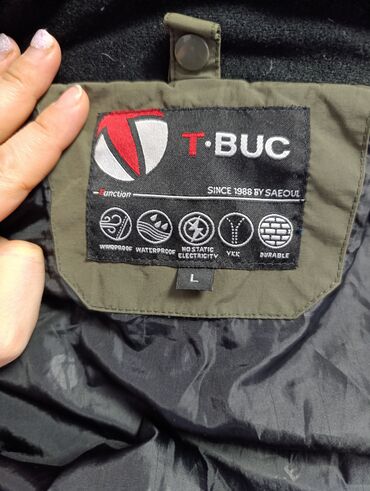 T·BUC
Function
SINCE 1988 BY SAEOUL
WINDPROOF WATERPROOF NO STATIC ELECTRICITY YKK DURABLE
L